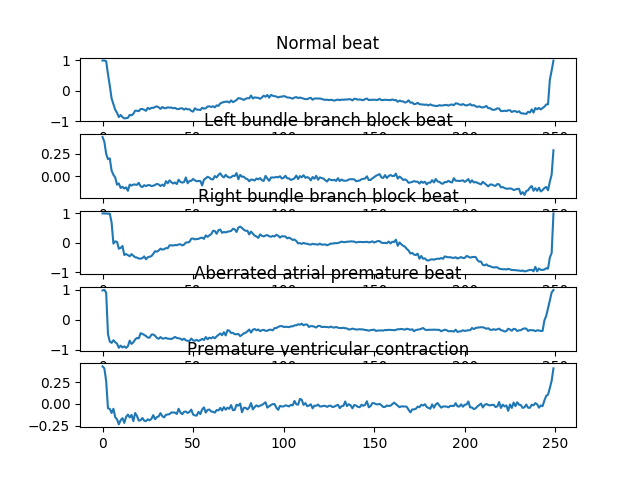 Normal beat
1
0
−1
Left bundle branch block beat
0.25
0.00
Right bundle branch block beat
1
0
−1
Aberrated atrial premature beat
1
0
−1
Premature ventricular contraction
0.25
0.00
−0.25
0 50 100 150 200 250